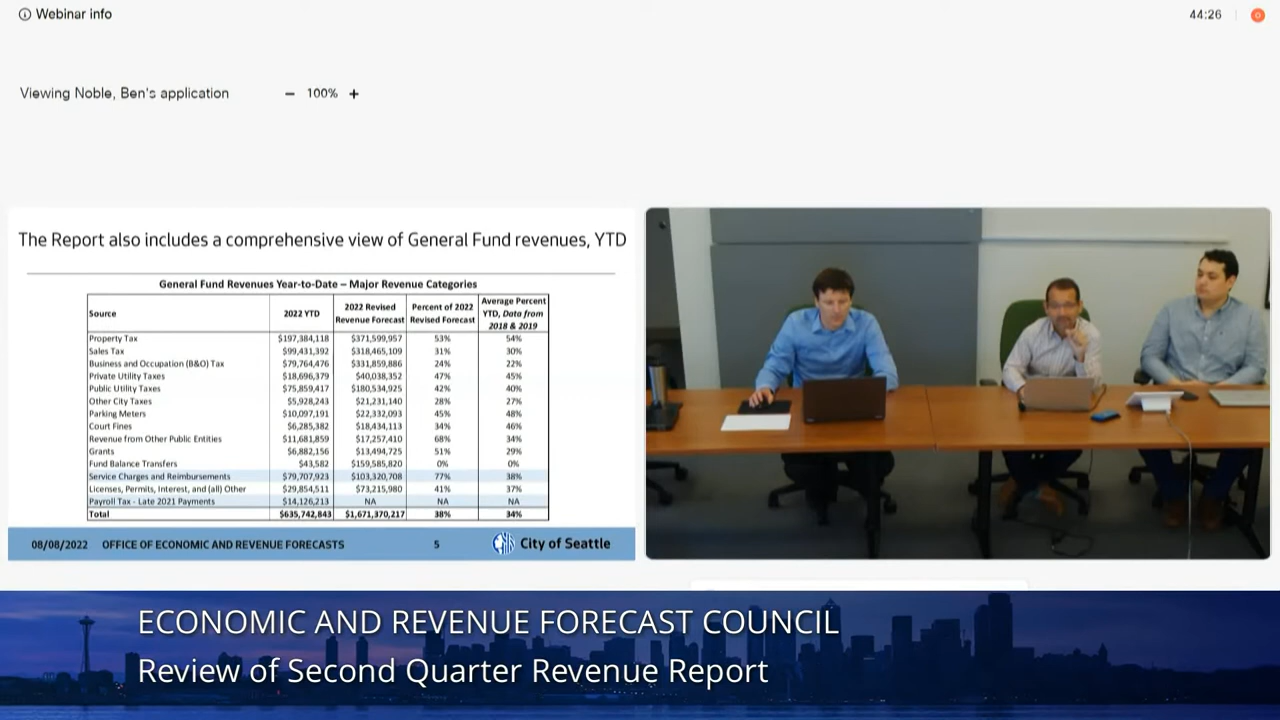 Webinar info
44:26
Viewing Noble, Ben's application
− 100% +
The Report also includes a comprehensive view of General Fund revenues, YTD
General Fund Revenues Year-to-Date – Major Revenue Categories
Source 2022 YTD 2022 Revised Revenue Forecast Percent of 2022 Revised Forecast Average Percent YTD, Data from 2018 & 2019
Property Tax $197,384,118 $371,599,957 53% 54%
Sales Tax $99,431,392 $318,465,109 31% 30%
Business and Occupation (B&O) Tax $79,764,476 $331,859,886 24% 22%
Private Utility Taxes $18,696,379 $40,038,352 47% 45%
Public Utility Taxes $75,859,417 $180,534,925 42% 40%
Other City Taxes $5,928,243 $21,231,140 28% 27%
Parking Meters $10,097,191 $22,332,093 45% 48%
Court Fines $6,285,382 $18,434,113 34% 46%
Revenue from Other Public Entities $11,681,859 $17,257,410 68% 34%
Grants $6,882,156 $13,494,725 51% 29%
Fund Balance Transfers $43,582 $159,585,820 0% 0%
Service Charges and Reimbursements $79,707,923 $103,320,708 77% 38%
Licenses, Permits, Interest, and (all) Other $29,854,511 $73,215,980 41% 37%
Payroll Tax - Late 2021 Payments $14,126,213 NA NA NA
Total $635,742,843 $1,671,370,217 38% 34%
08/08/2022 OFFICE OF ECONOMIC AND REVENUE FORECASTS 5 City of Seattle
ECONOMIC AND REVENUE FORECAST COUNCIL
Review of Second Quarter Revenue Report